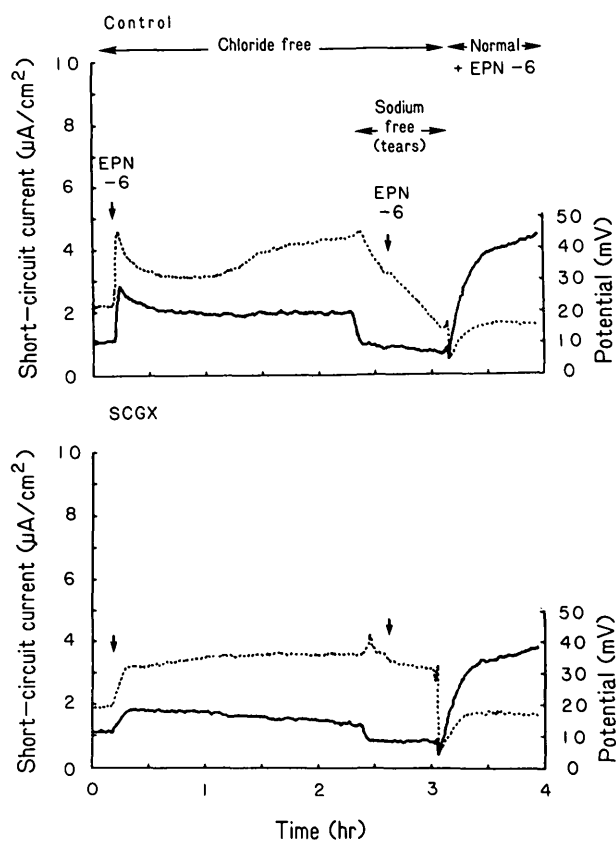 Control
Chloride free
Normal
+ EPN -6
Sodium
free
(tears)
EPN
-6
EPN
-6
Short-circuit current (μA/cm²)
10
8
6
4
2
0
Potential (mV)
50
40
30
20
10
0
SCGX
Short-circuit current (μA/cm²)
10
8
6
4
2
0
Potential (mV)
50
40
30
20
10
0
0 1 2 3 4
Time (hr)